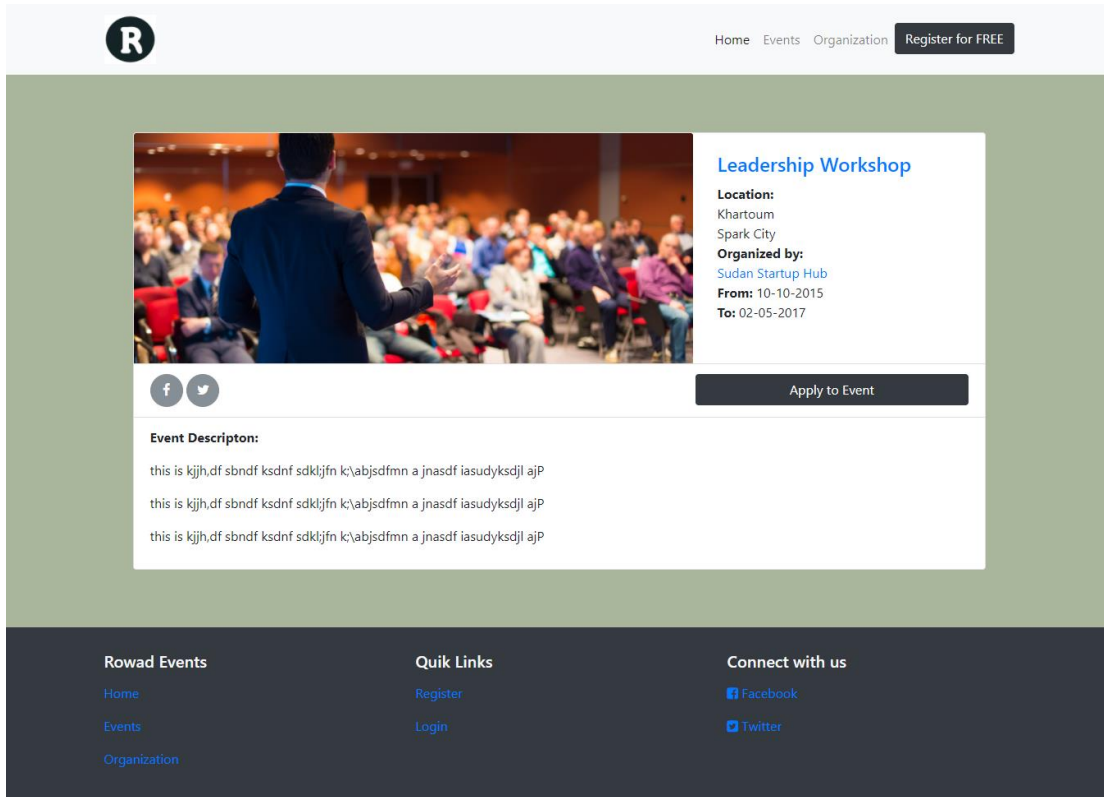 R
Home Events Organization Register for FREE
Leadership Workshop
Location:
Khartoum
Spark City
Organized by:
Sudan Startup Hub
From: 10-10-2015
To: 02-05-2017
Apply to Event
Event Descripton:
this is kjjh,df sbndf ksdnf sdkl;jfn k;\abjsdfmn a jnasdf iasudyksdjl ajP
this is kjjh,df sbndf ksdnf sdkl;jfn k;\abjsdfmn a jnasdf iasudyksdjl ajP
this is kjjh,df sbndf ksdnf sdkl;jfn k;\abjsdfmn a jnasdf iasudyksdjl ajP
Rowad Events
Home
Events
Organization
Quik Links
Register
Login
Connect with us
Facebook
Twitter